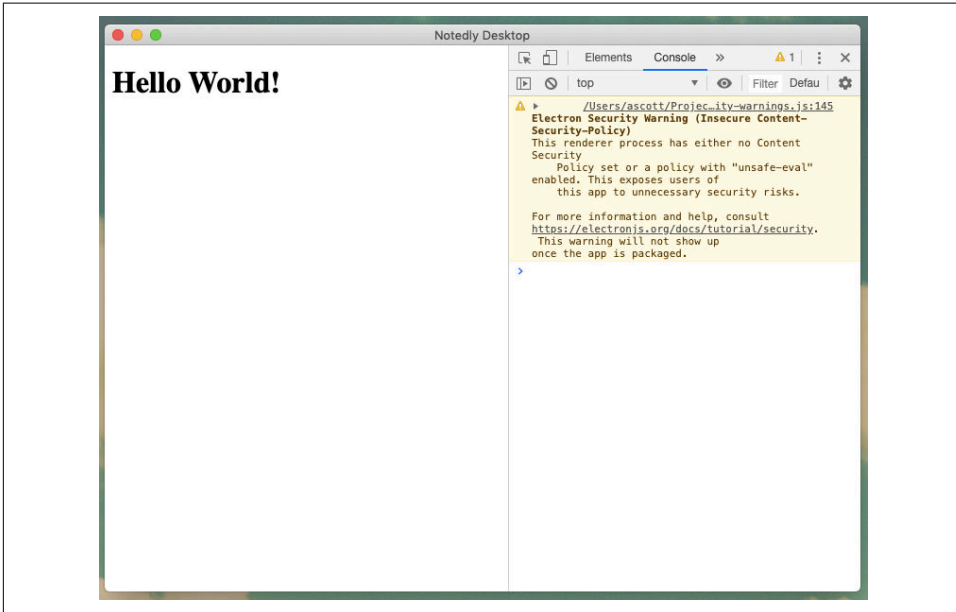 Notedly Desktop
Hello World!
Elements Console » 1
top Filter Defau
/Users/ascott/Projec…ity-warnings.js:145
Electron Security Warning (Insecure Content-
Security-Policy)
This renderer process has either no Content
Security
Policy set or a policy with "unsafe-eval"
enabled. This exposes users of
this app to unnecessary security risks.
For more information and help, consult
https://electronjs.org/docs/tutorial/security.
This warning will not show up
once the app is packaged.